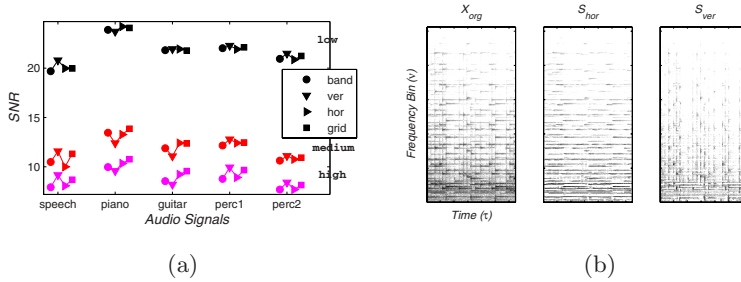 low
20
SNR
band
ver
hor
grid
medium
10
high
speech
piano
guitar
perc1
perc2
Audio Signals
(a)
X_org
S_hor
S_ver
Frequency Bin (ν)
Time (τ)
(b)